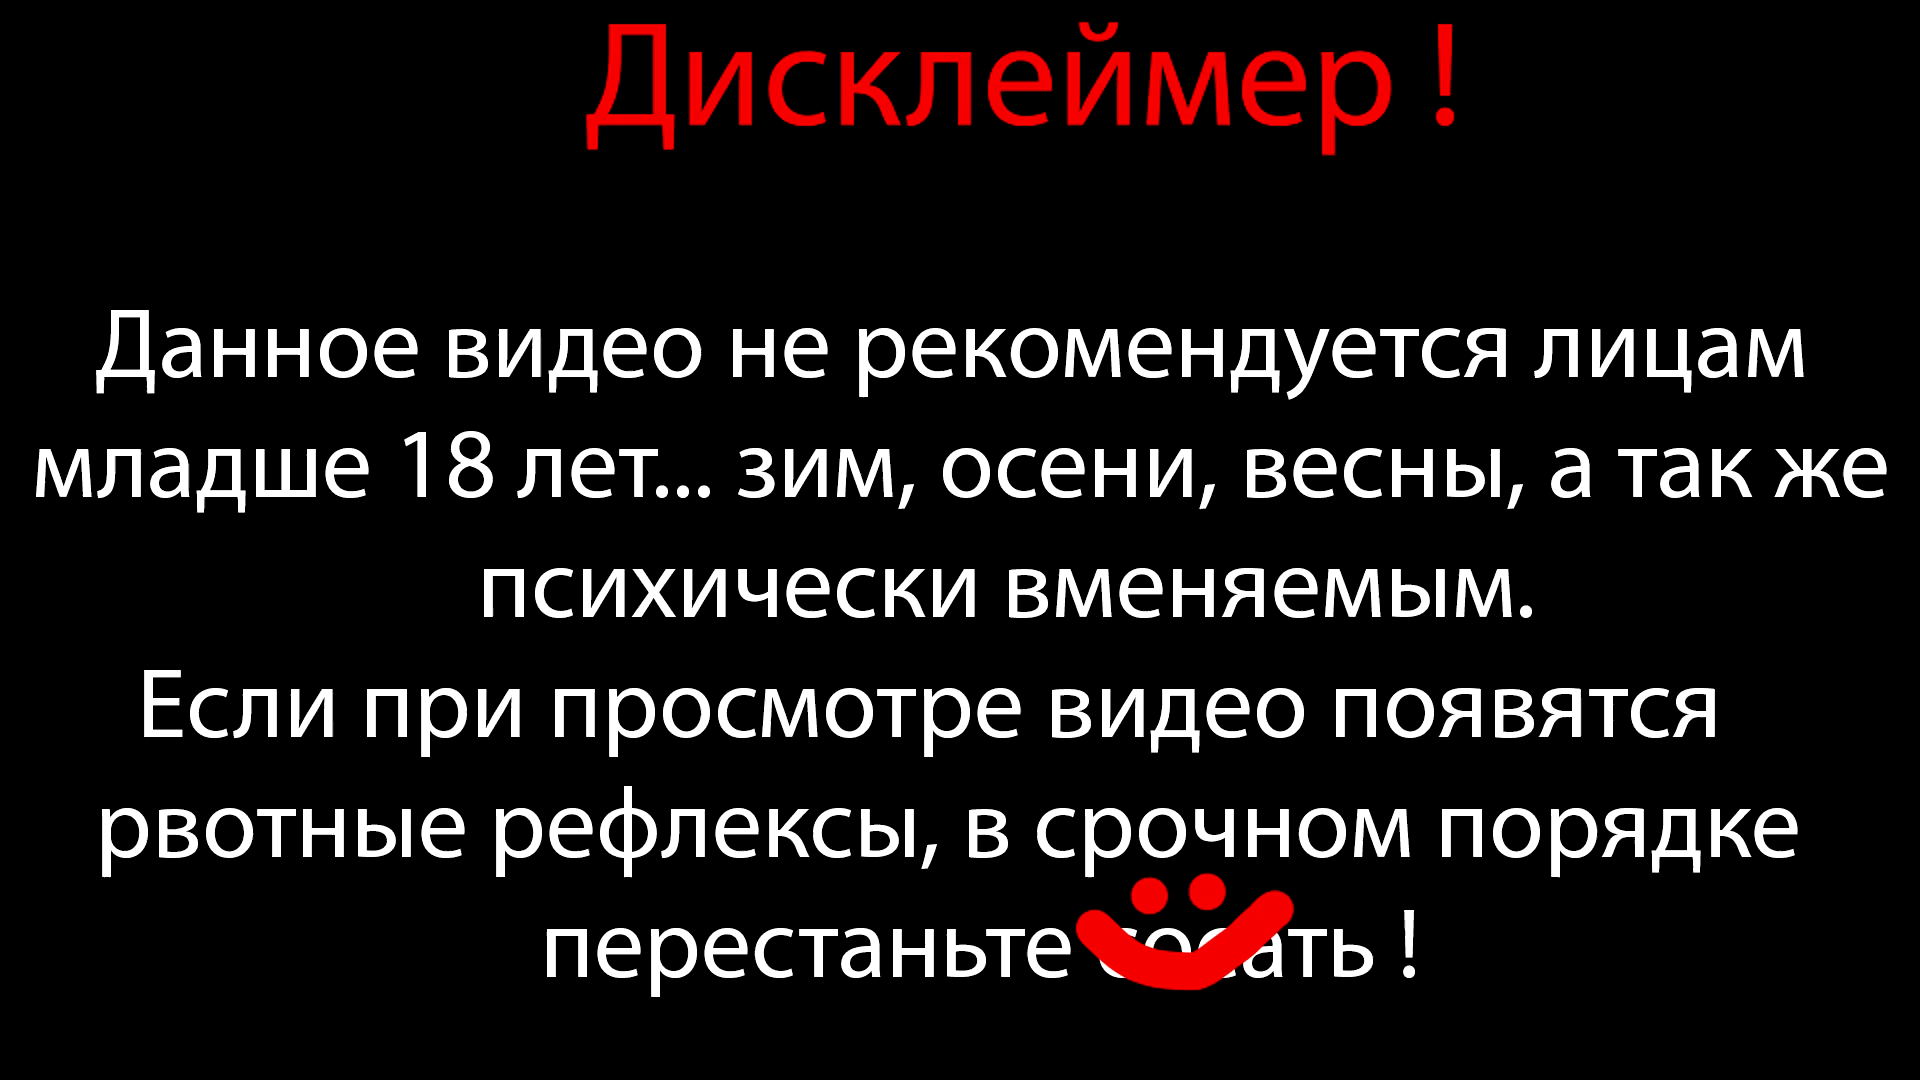 Дисклеймер !
Данное видео не рекомендуется лицам
младше 18 лет... зим, осени, весны, а так же
психически вменяемым.
Если при просмотре видео появятся
рвотные рефлексы, в срочном порядке
перестаньте сосать !